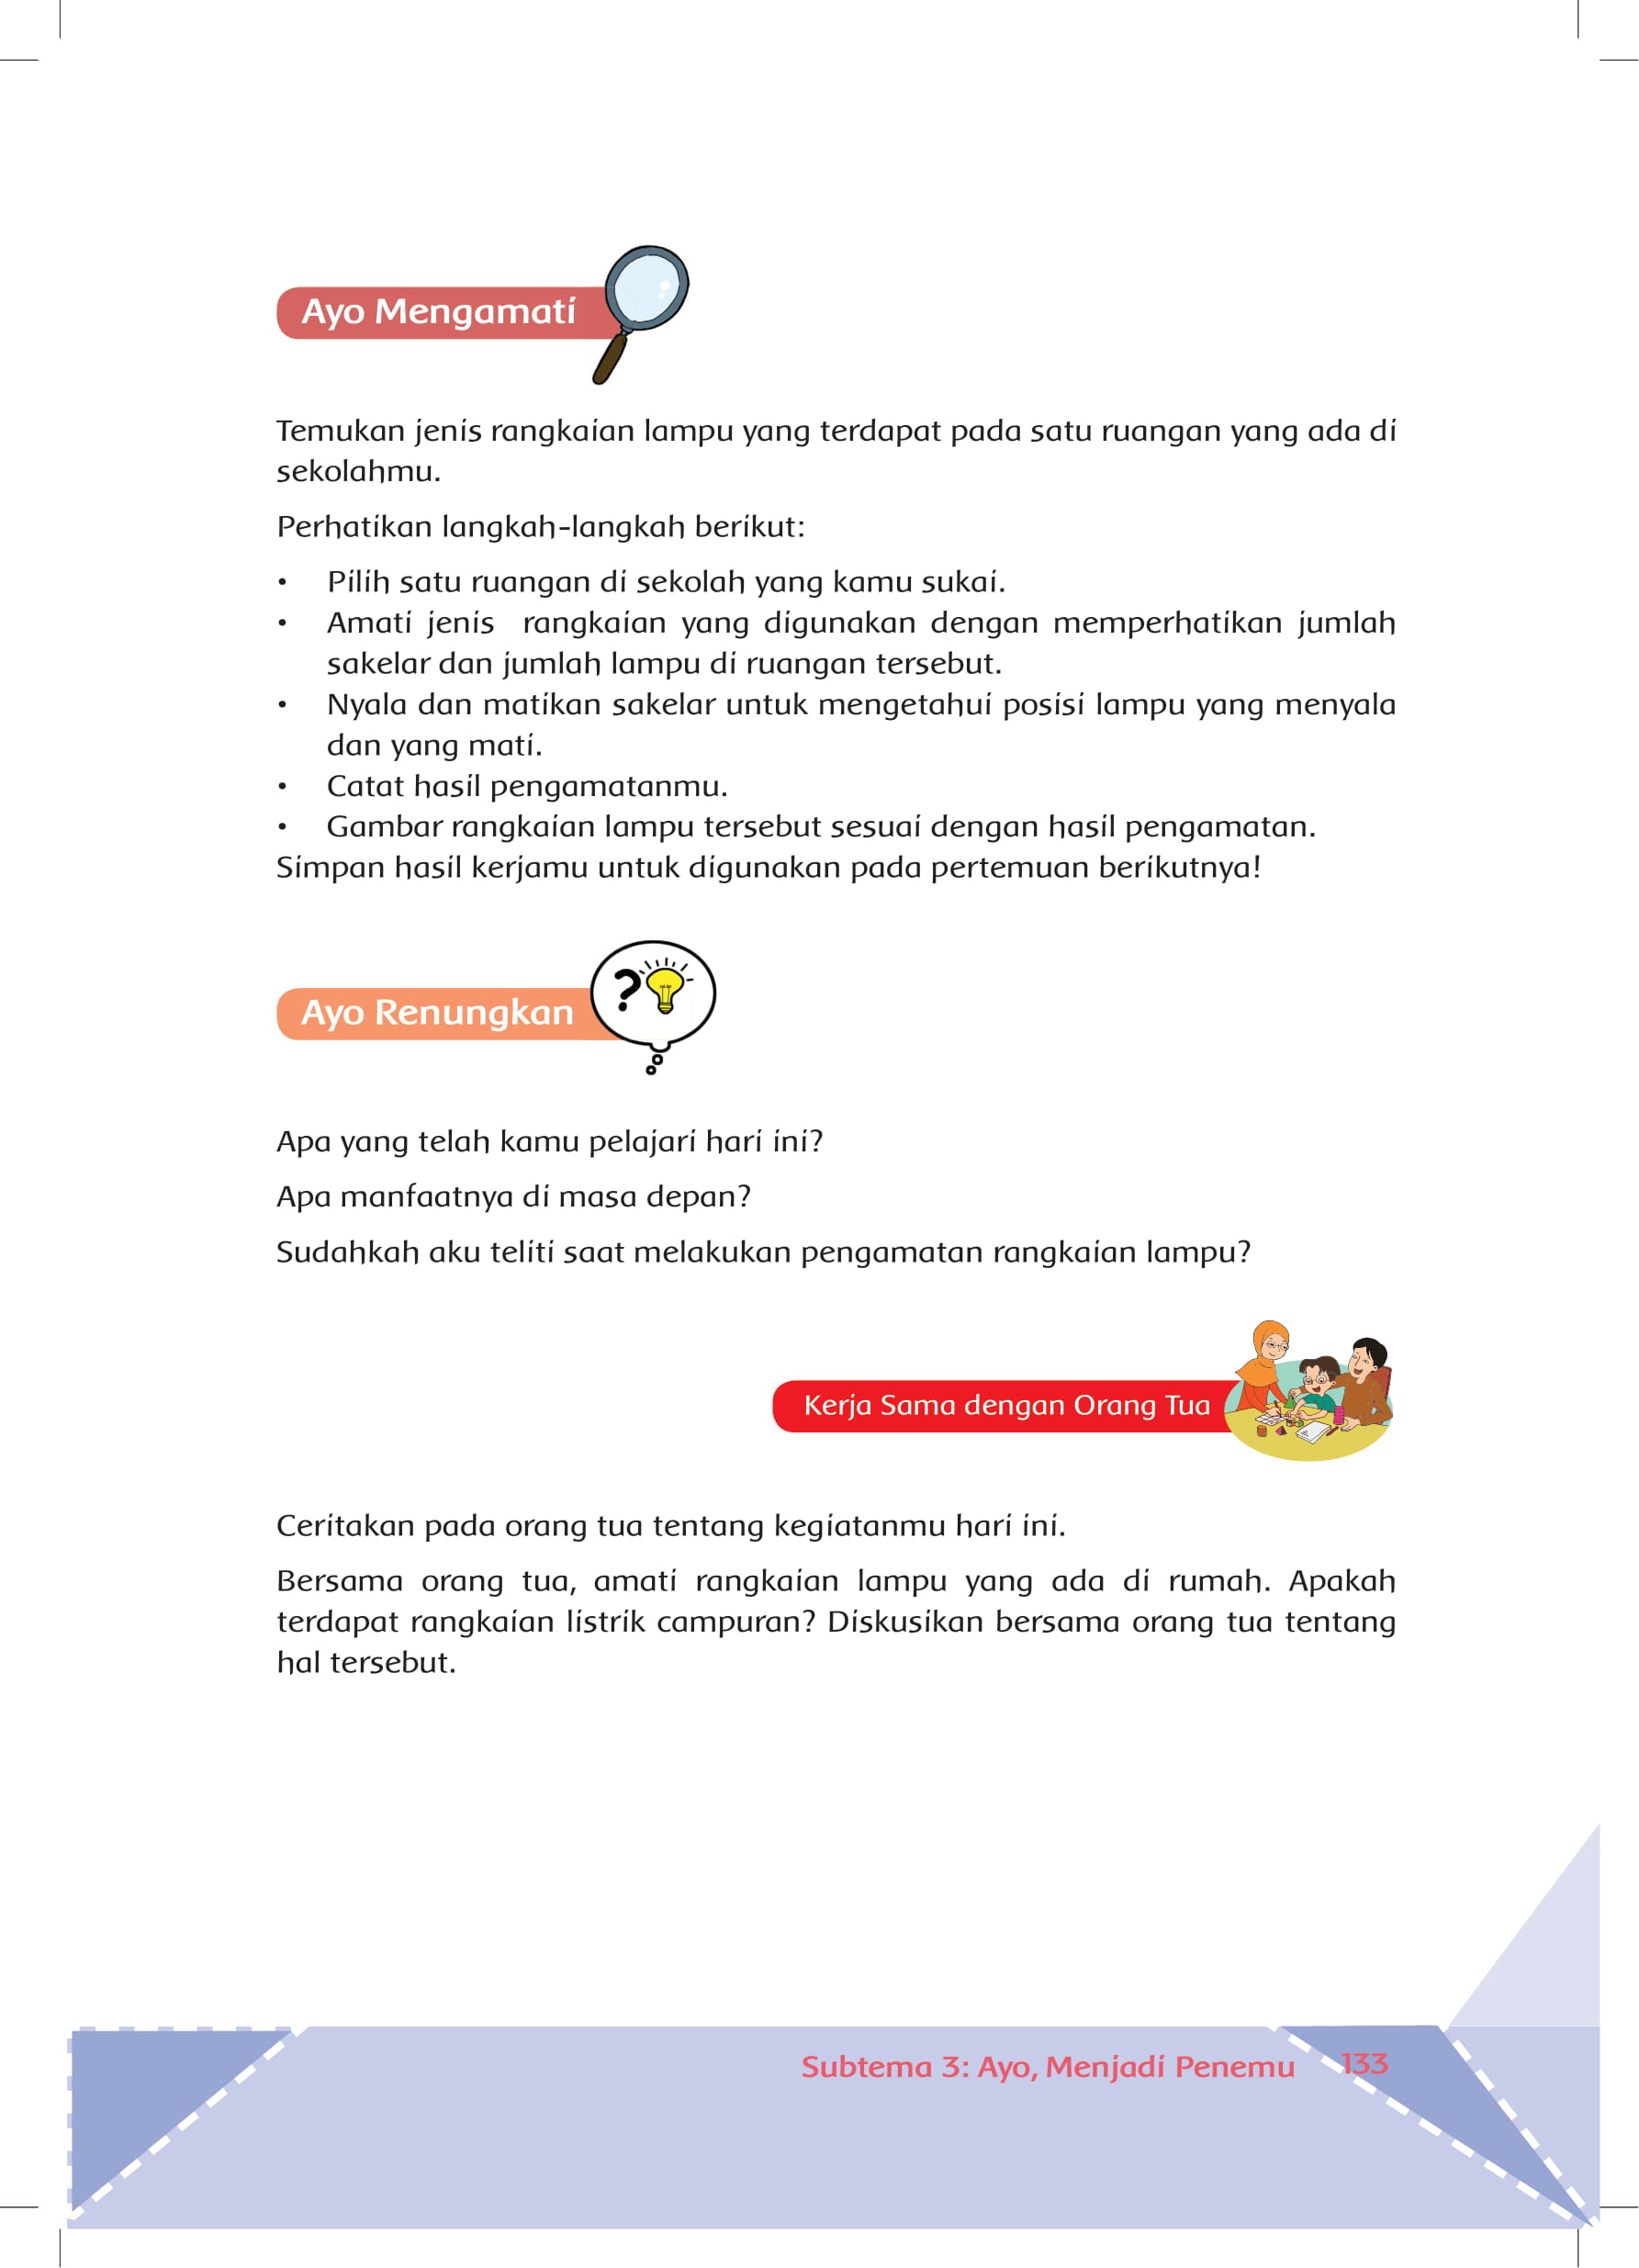 Ayo Mengamati
Temukan jenis rangkaian lampu yang terdapat pada satu ruangan yang ada di
sekolahmu.
Perhatikan langkah-langkah berikut:
• Pilih satu ruangan di sekolah yang kamu sukai.
• Amati jenis rangkaian yang digunakan dengan memperhatikan jumlah
sakelar dan jumlah lampu di ruangan tersebut.
• Nyala dan matikan sakelar untuk mengetahui posisi lampu yang menyala
dan yang mati.
• Catat hasil pengamatanmu.
• Gambar rangkaian lampu tersebut sesuai dengan hasil pengamatan.
Simpan hasil kerjamu untuk digunakan pada pertemuan berikutnya!
?
Ayo Renungkan
Apa yang telah kamu pelajari hari ini?
Apa manfaatnya di masa depan?
Sudahkah aku teliti saat melakukan pengamatan rangkaian lampu?
Kerja Sama dengan Orang Tua
Ceritakan pada orang tua tentang kegiatanmu hari ini.
Bersama orang tua, amati rangkaian lampu yang ada di rumah. Apakah
terdapat rangkaian listrik campuran? Diskusikan bersama orang tua tentang
hal tersebut.
Subtema 3: Ayo, Menjadi Penemu 133